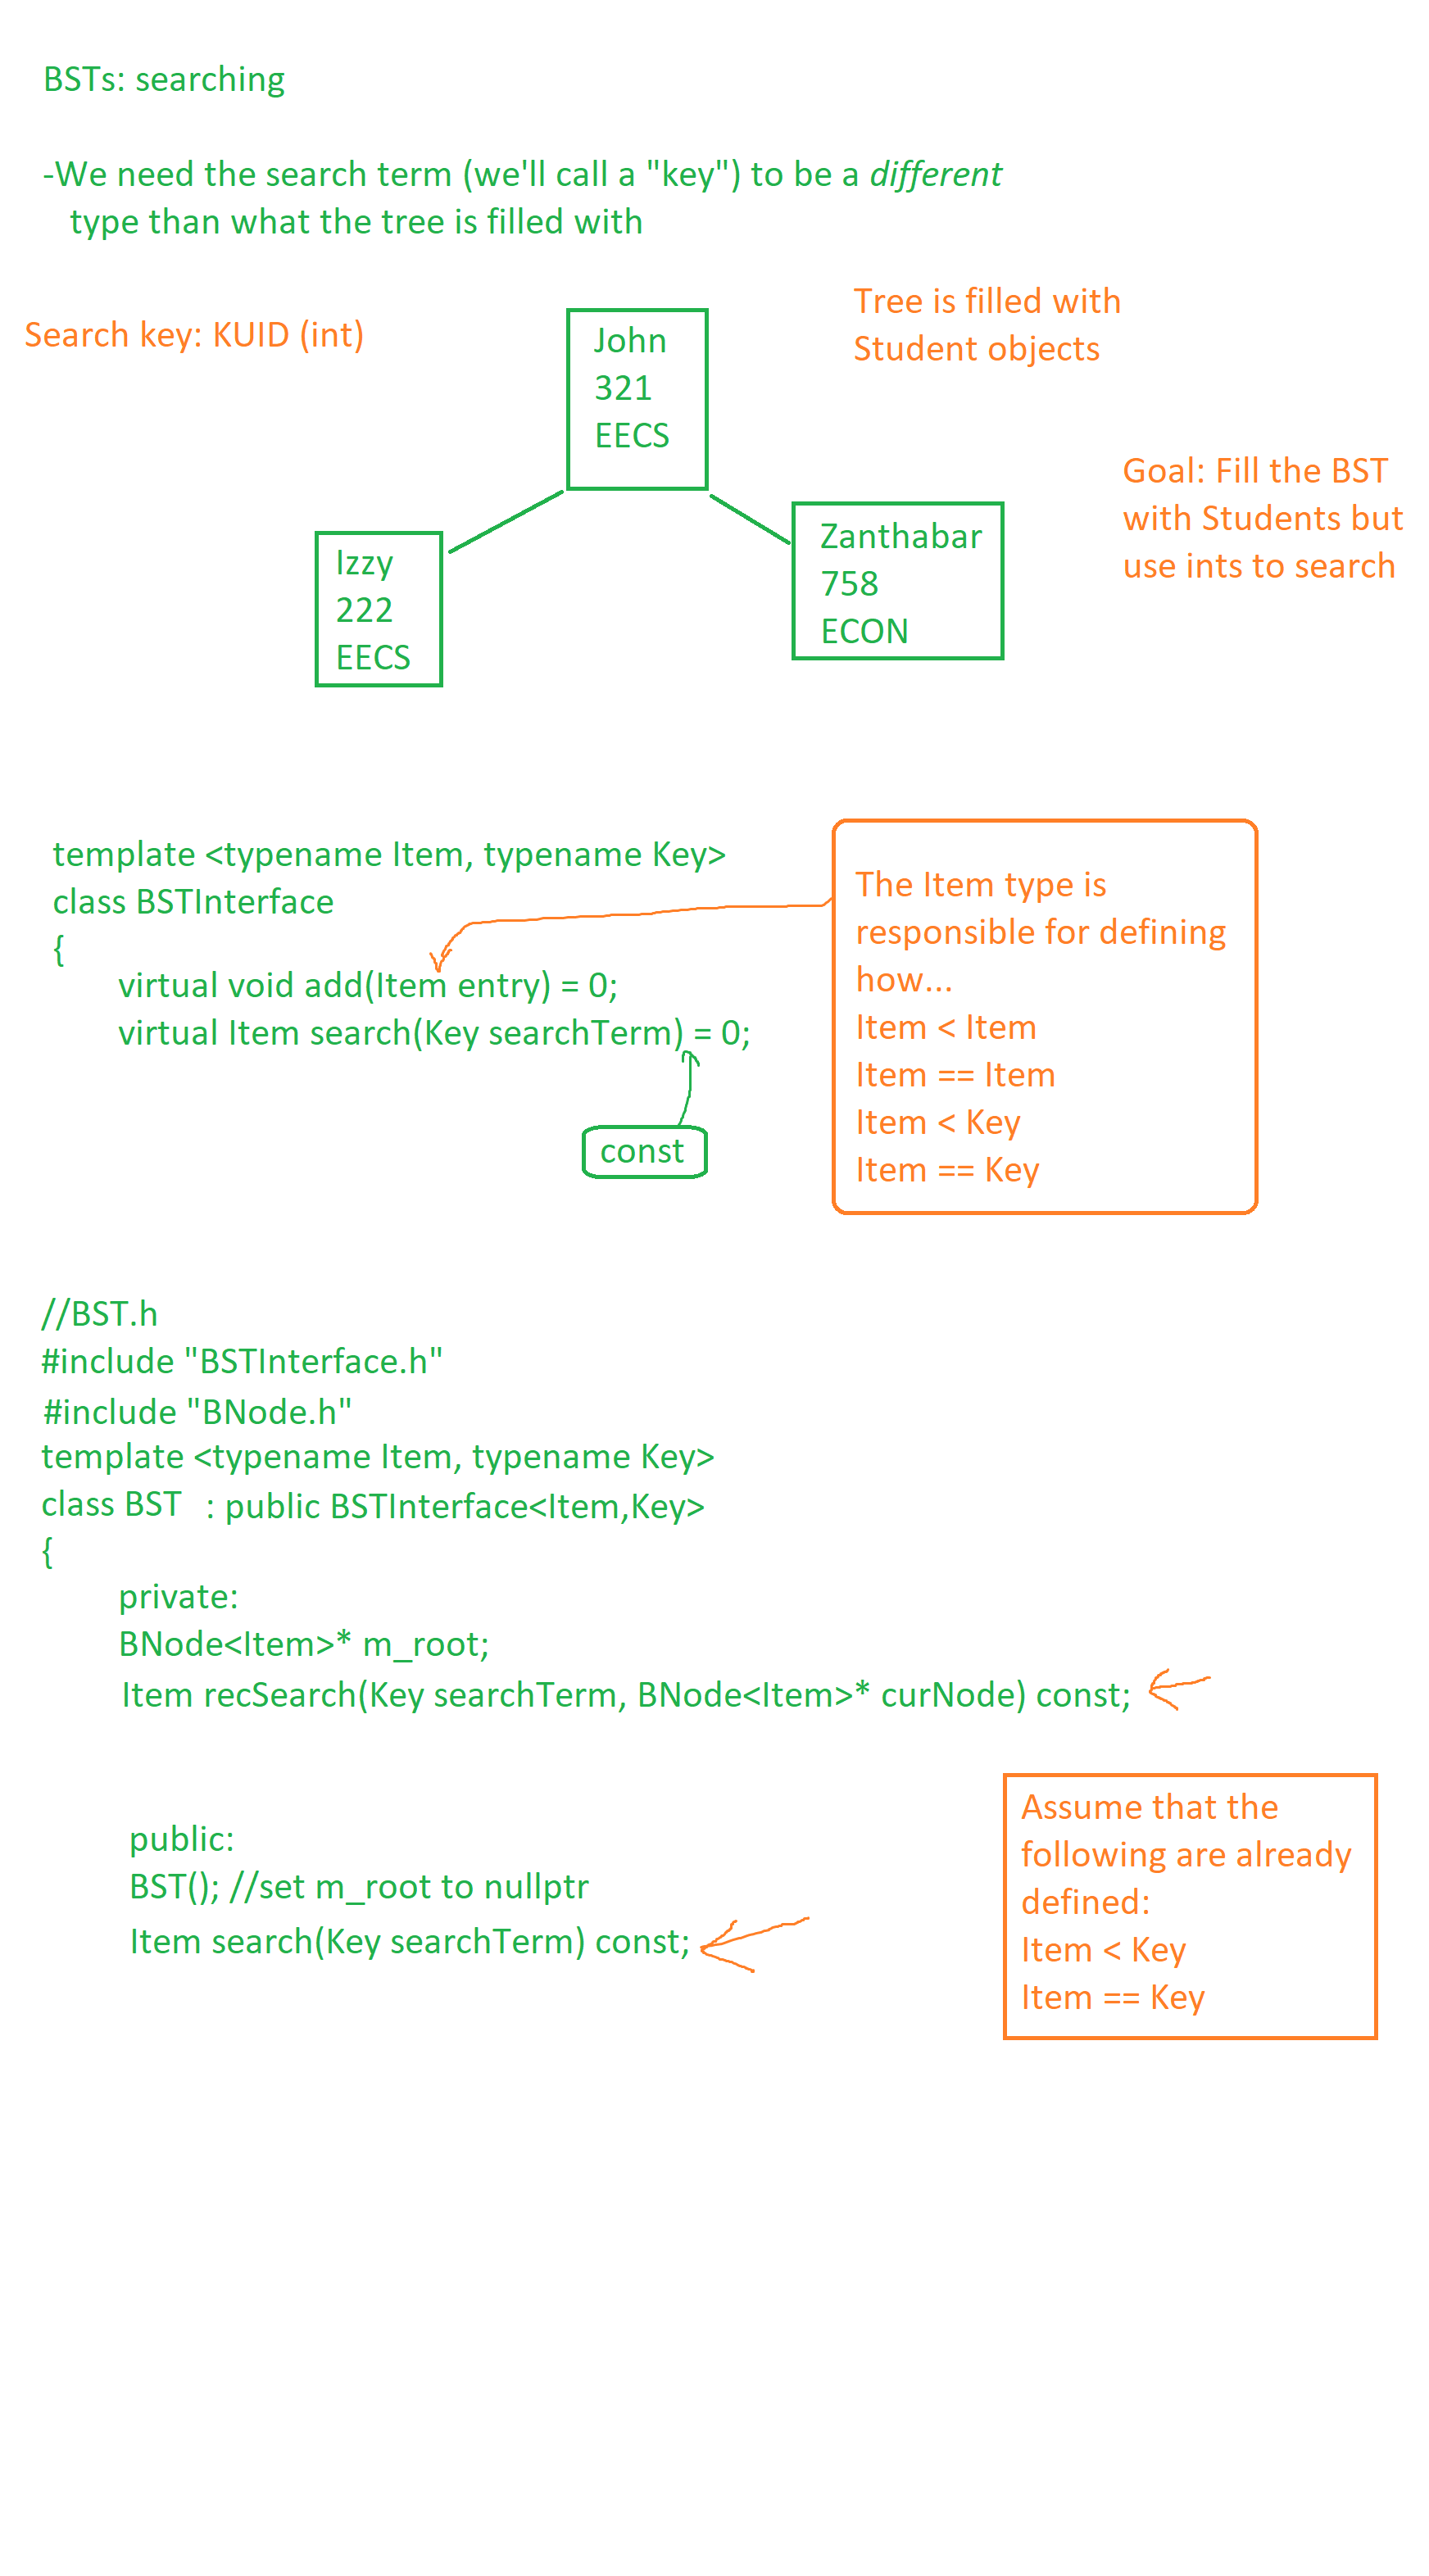 BSTs: searching
-We need the search term (we'll call a "key") to be a different
type than what the tree is filled with
Search key: KUID (int)
Tree is filled with
Student objects
John
321
EECS
Goal: Fill the BST
with Students but
use ints to search
Izzy
222
EECS
Zanthabar
758
ECON
template <typename Item, typename Key>
class BSTInterface
{
virtual void add(Item entry) = 0;
virtual Item search(Key searchTerm) = 0;
const
The Item type is
responsible for defining
how...
Item < Item
Item == Item
Item < Key
Item == Key
//BST.h
#include "BSTInterface.h"
#include "BNode.h"
template <typename Item, typename Key>
class BST : public BSTInterface<Item,Key>
{
private:
BNode<Item>* m_root;
Item recSearch(Key searchTerm, BNode<Item>* curNode) const;
public:
BST(); //set m_root to nullptr
Item search(Key searchTerm) const;
Assume that the
following are already
defined:
Item < Key
Item == Key